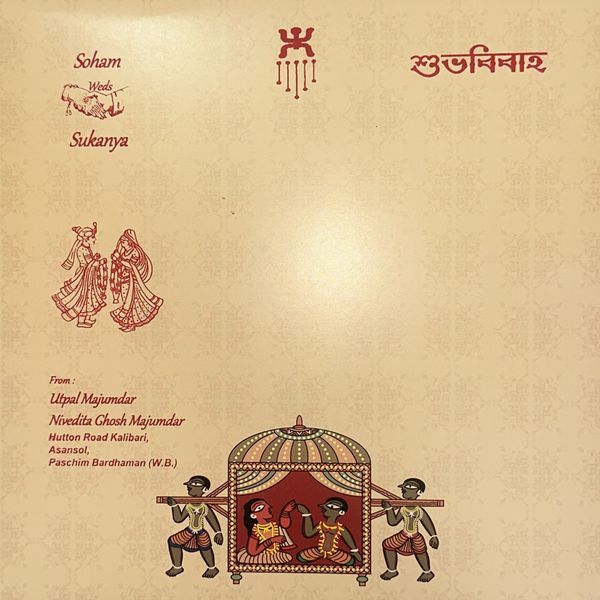 Soham
Weds
Sukanya
শুভবিবাহ
From :
Utpal Majumdar
Nivedita Ghosh Majumdar
Hutton Road Kalibari,
Asansol,
Paschim Bardhaman (W.B.)